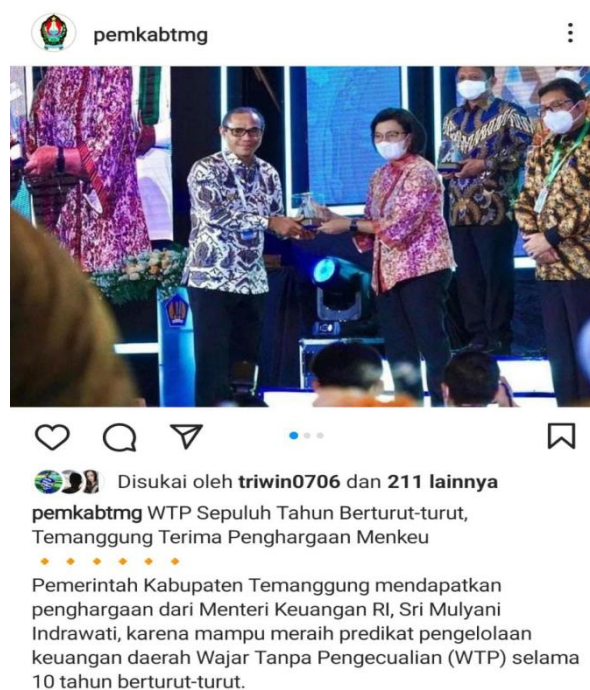 pemkabtmg
Disukai oleh triwin0706 dan 211 lainnya
pemkabtmg WTP Sepuluh Tahun Berturut-turut,
Temanggung Terima Penghargaan Menkeu
Pemerintah Kabupaten Temanggung mendapatkan
penghargaan dari Menteri Keuangan RI, Sri Mulyani
Indrawati, karena mampu meraih predikat pengelolaan
keuangan daerah Wajar Tanpa Pengecualian (WTP) selama
10 tahun berturut-turut.